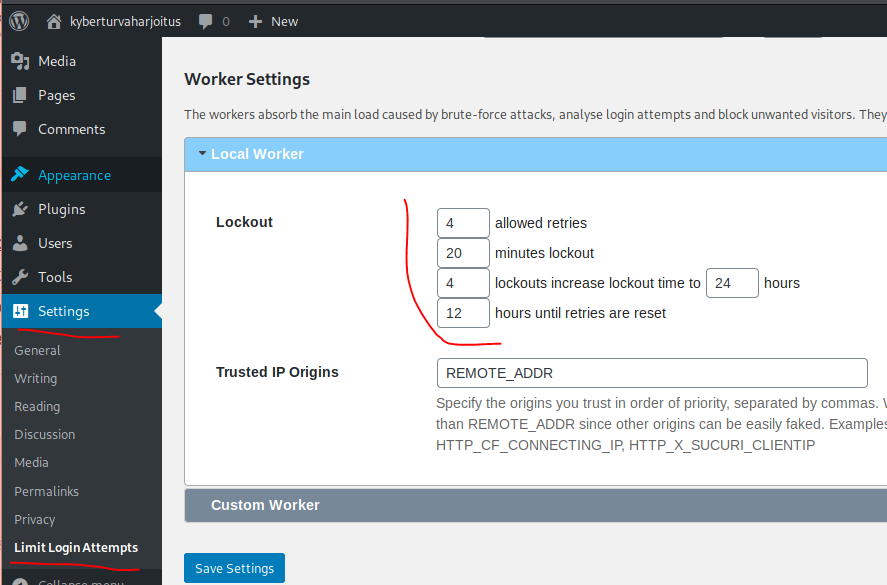 kyberturvaharjoitus 0 New
Media
Pages
Comments
Appearance
Plugins
Users
Tools
Settings
General
Writing
Reading
Discussion
Media
Permalinks
Privacy
Limit Login Attempts
Collapse menu
Worker Settings
The workers absorb the main load caused by brute-force attacks, analyse login attempts and block unwanted visitors. They
Local Worker
Lockout
4 allowed retries
20 minutes lockout
4 lockouts increase lockout time to 24 hours
12 hours until retries are reset
Trusted IP Origins
REMOTE_ADDR
Specify the origins you trust in order of priority, separated by commas.
than REMOTE_ADDR since other origins can be easily faked. Examples
HTTP_CF_CONNECTING_IP, HTTP_X_SUCURI_CLIENTIP
Custom Worker
Save Settings